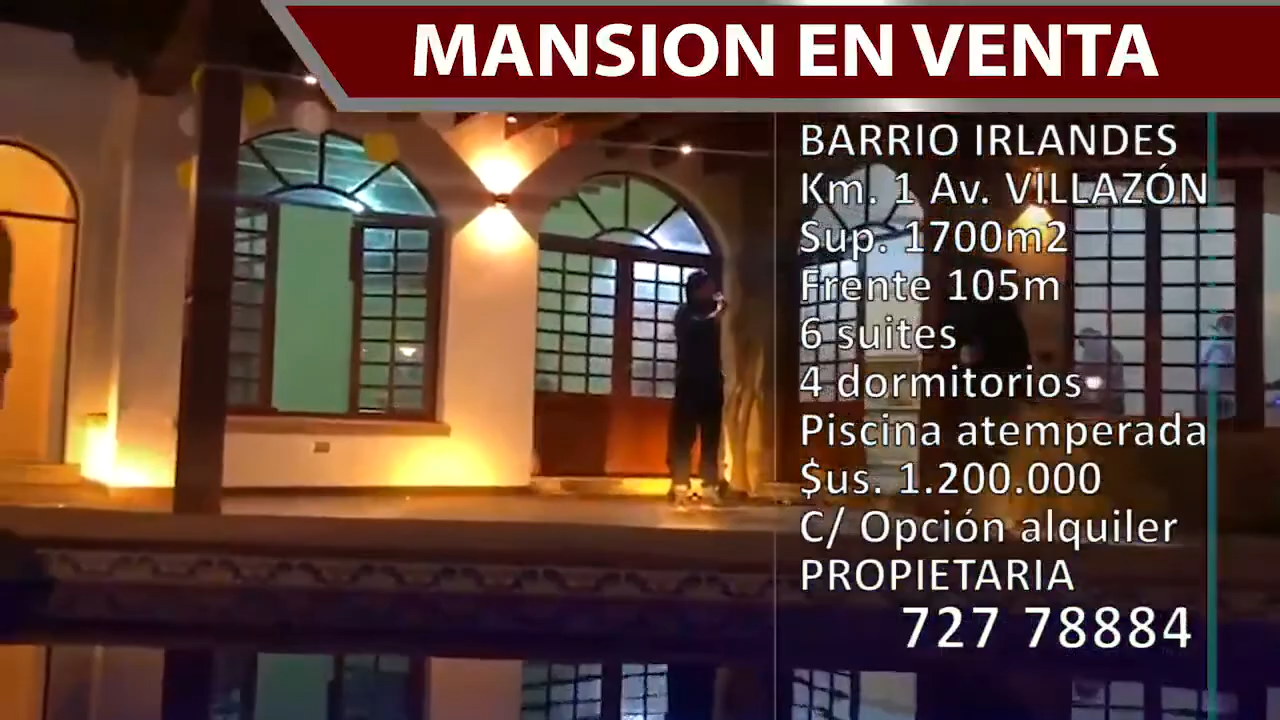 MANSION EN VENTA
BARRIO IRLANDES
Km. 1 Av. VILLAZÓN
Sup. 1700m2
Frente 105m
6 suites
4 dormitorios
Piscina atemperada
$us. 1.200.000
C/ Opción alquiler
PROPIETARIA
727 78884